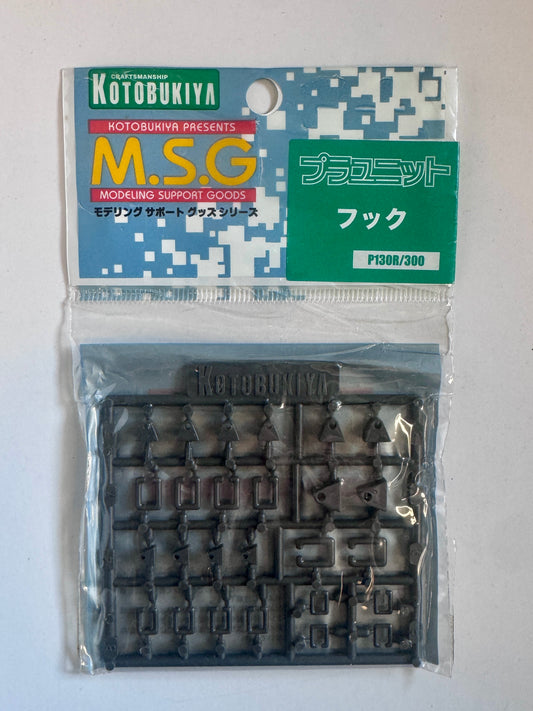 CRAFTSMANSHIP
KOTOBUKIYA
KOTOBUKIYA PRESENTS
M.S.G
MODELING SUPPORT GOODS
モデリング サポート グッズ シリーズ
プラユニット
フック
P130R/300
KOTOBUKIYA